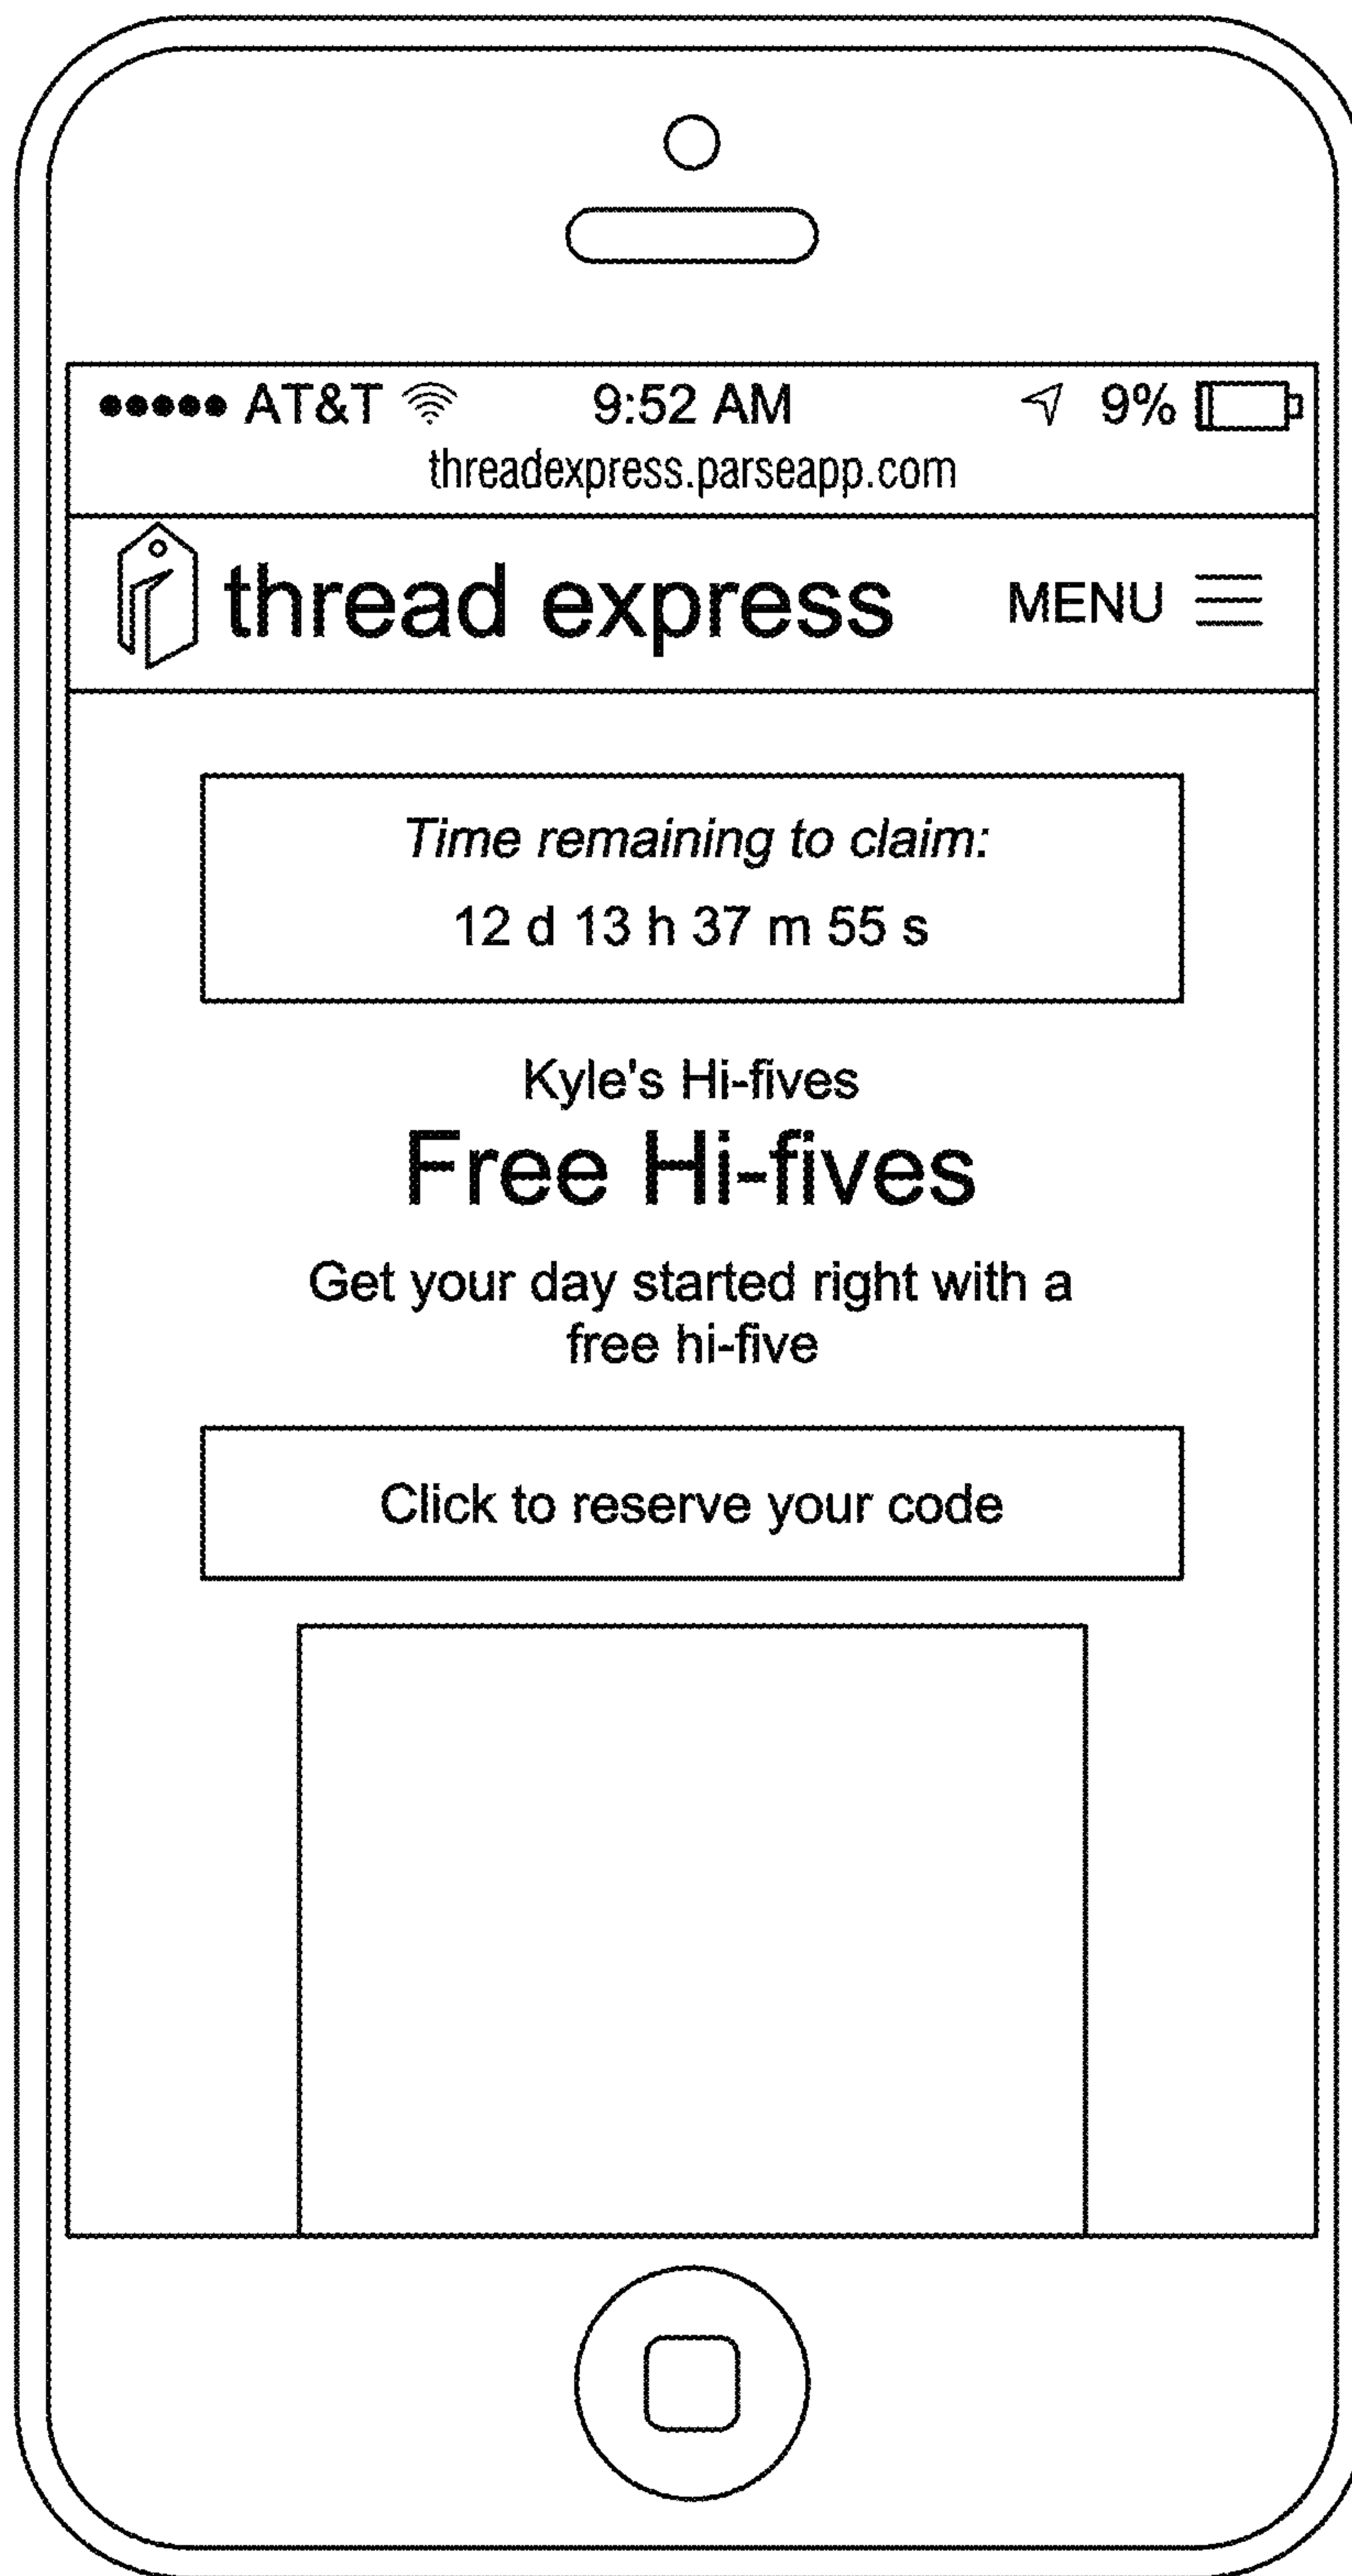 AT&T 9:52 AM 9%
threadexpress.parseapp.com
thread express MENU
Time remaining to claim:
12 d 13 h 37 m 55 s
Kyle's Hi-fives
Free Hi-fives
Get your day started right with a
free hi-five
Click to reserve your code